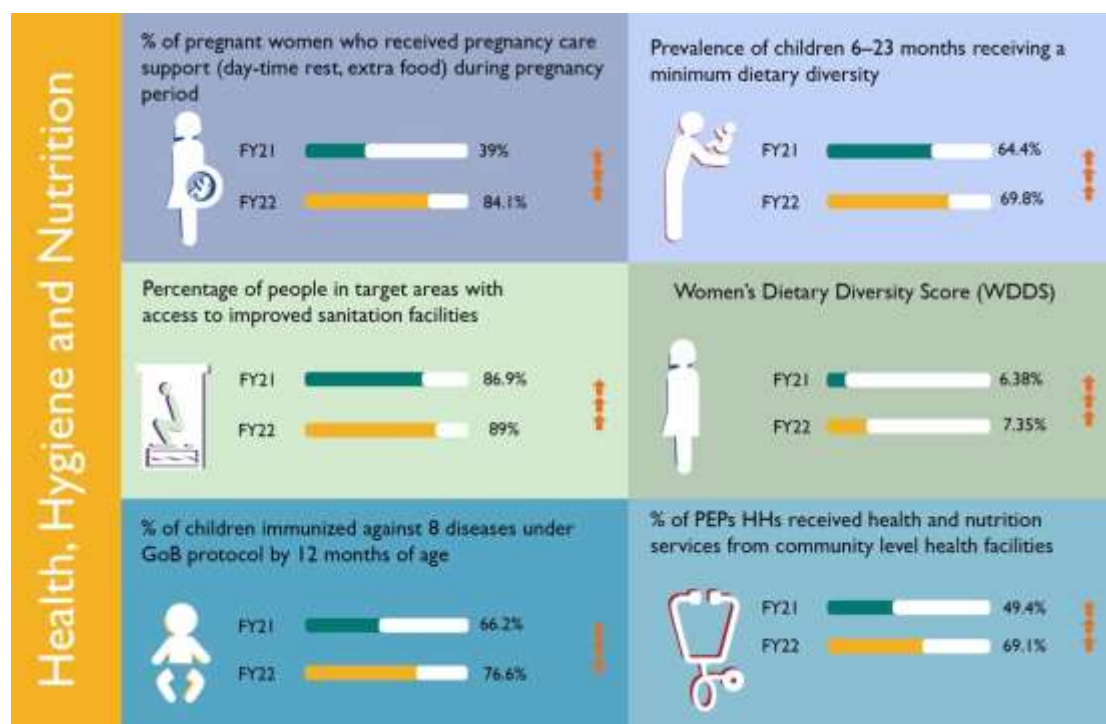 Health, Hygiene and Nutrition
% of pregnant women who received pregnancy care
support (day-time rest, extra food) during pregnancy
period
FY21 39%
FY22 84.1%
Prevalence of children 6–23 months receiving a
minimum dietary diversity
FY21 64.4%
FY22 69.8%
Percentage of people in target areas with
access to improved sanitation facilities
FY21 86.9%
FY22 89%
Women's Dietary Diversity Score (WDDS)
FY21 6.38%
FY22 7.35%
% of children immunized against 8 diseases under
GoB protocol by 12 months of age
FY21 66.2%
FY22 76.6%
% of PEPs HHs received health and nutrition
services from community level health facilities
FY21 49.4%
FY22 69.1%